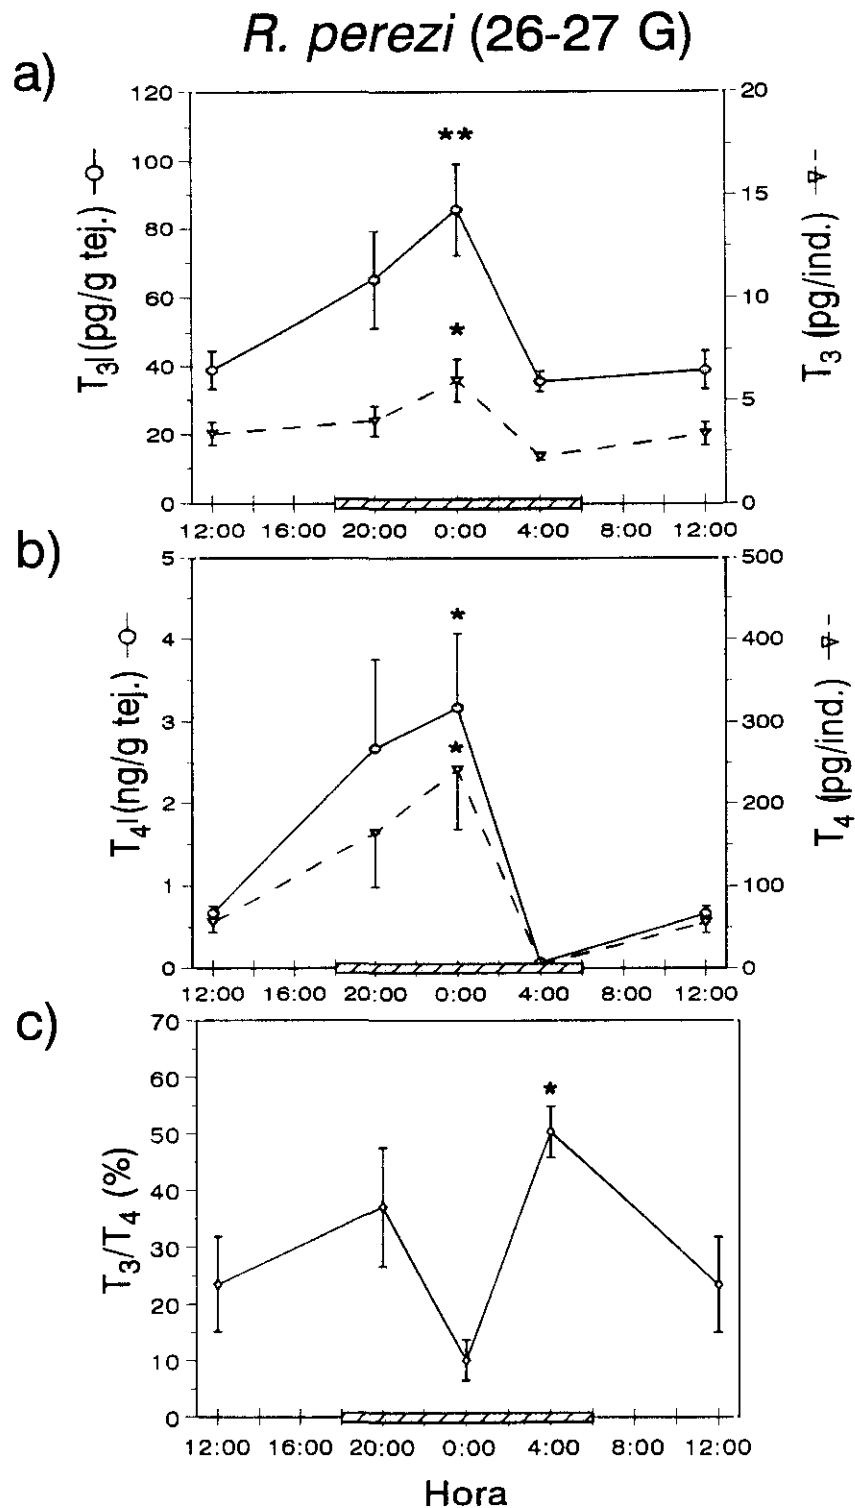 R. perezi (26-27 G)
a)
120
100
80
60
40
20
0
T3 (pg/g tej.)
20
15
10
5
0
T3 (pg/ind.)
★★
★
12:00 16:00 20:00 0:00 4:00 8:00 12:00
b)
5
4
3
2
1
0
T4 (ng/g tej.)
500
400
300
200
100
0
T4 (pg/ind.)
★
★
12:00 16:00 20:00 0:00 4:00 8:00 12:00
c)
70
60
50
40
30
20
10
0
T3/T4 (%)
★
12:00 16:00 20:00 0:00 4:00 8:00 12:00
Hora